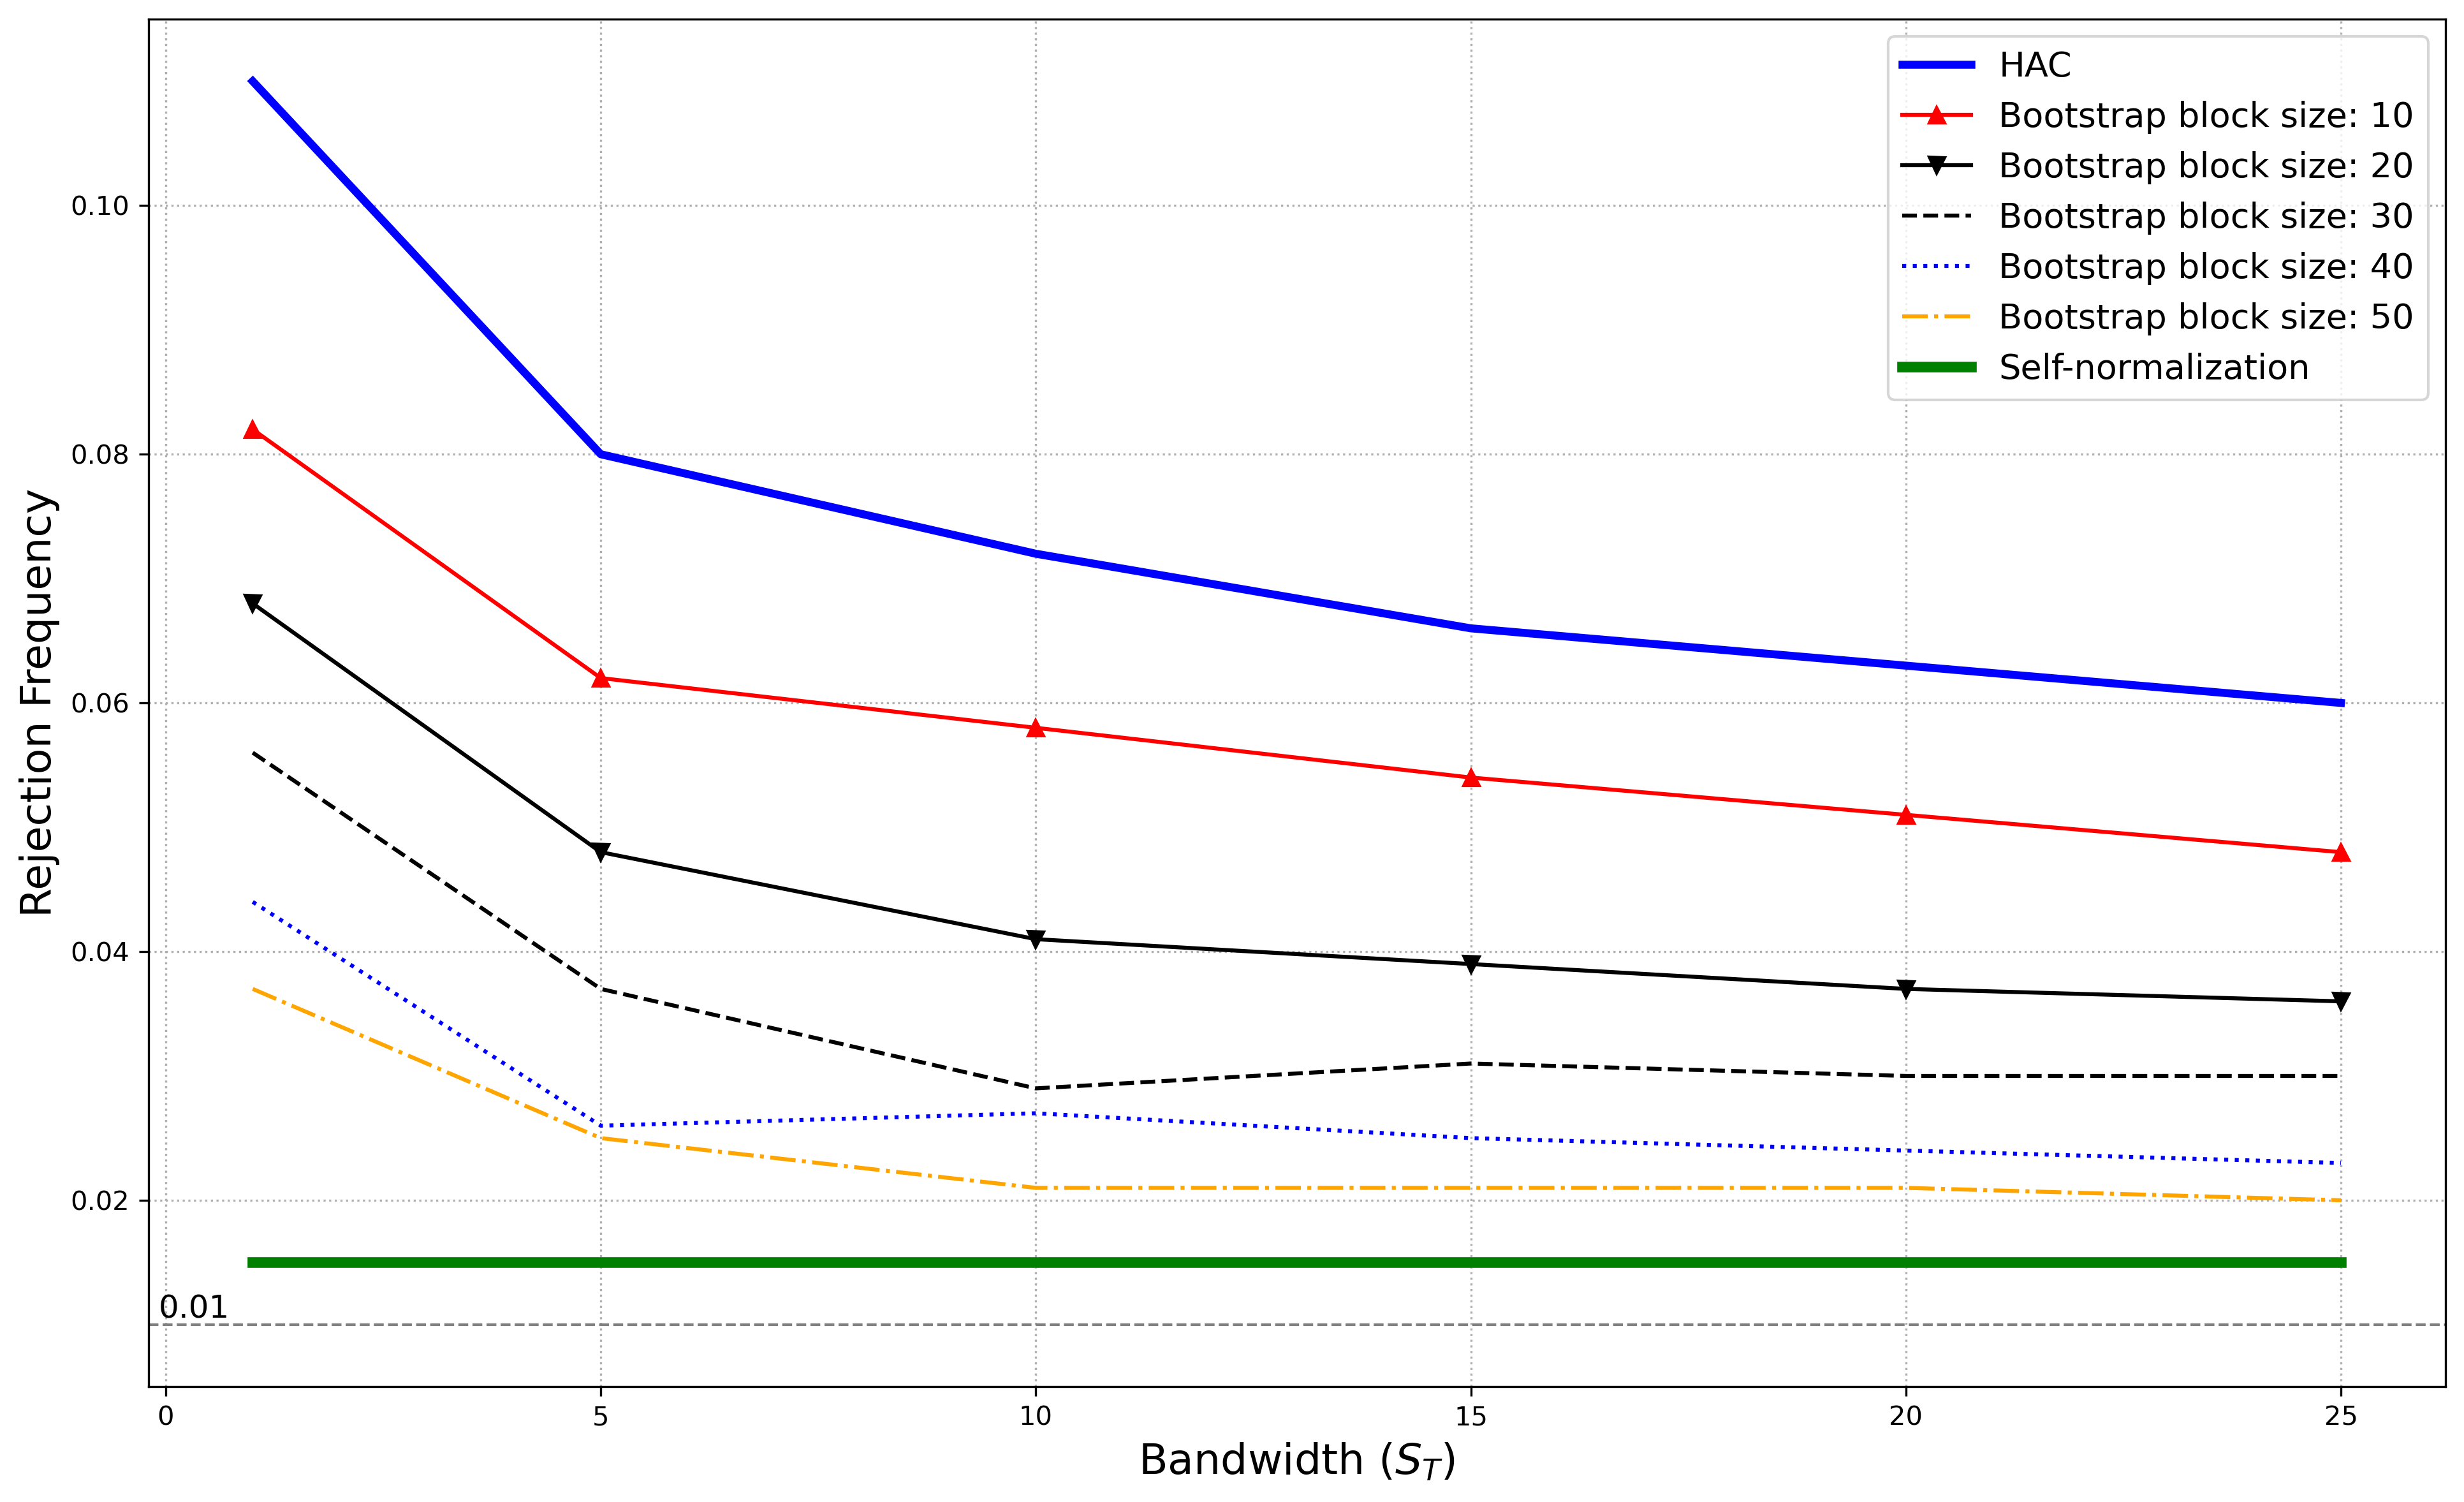 HAC
Bootstrap block size: 10
Bootstrap block size: 20
Bootstrap block size: 30
Bootstrap block size: 40
Bootstrap block size: 50
Self-normalization
Rejection Frequency
0.10
0.08
0.06
0.04
0.02
0.01
0 5 10 15 20 25
Bandwidth (S_T)